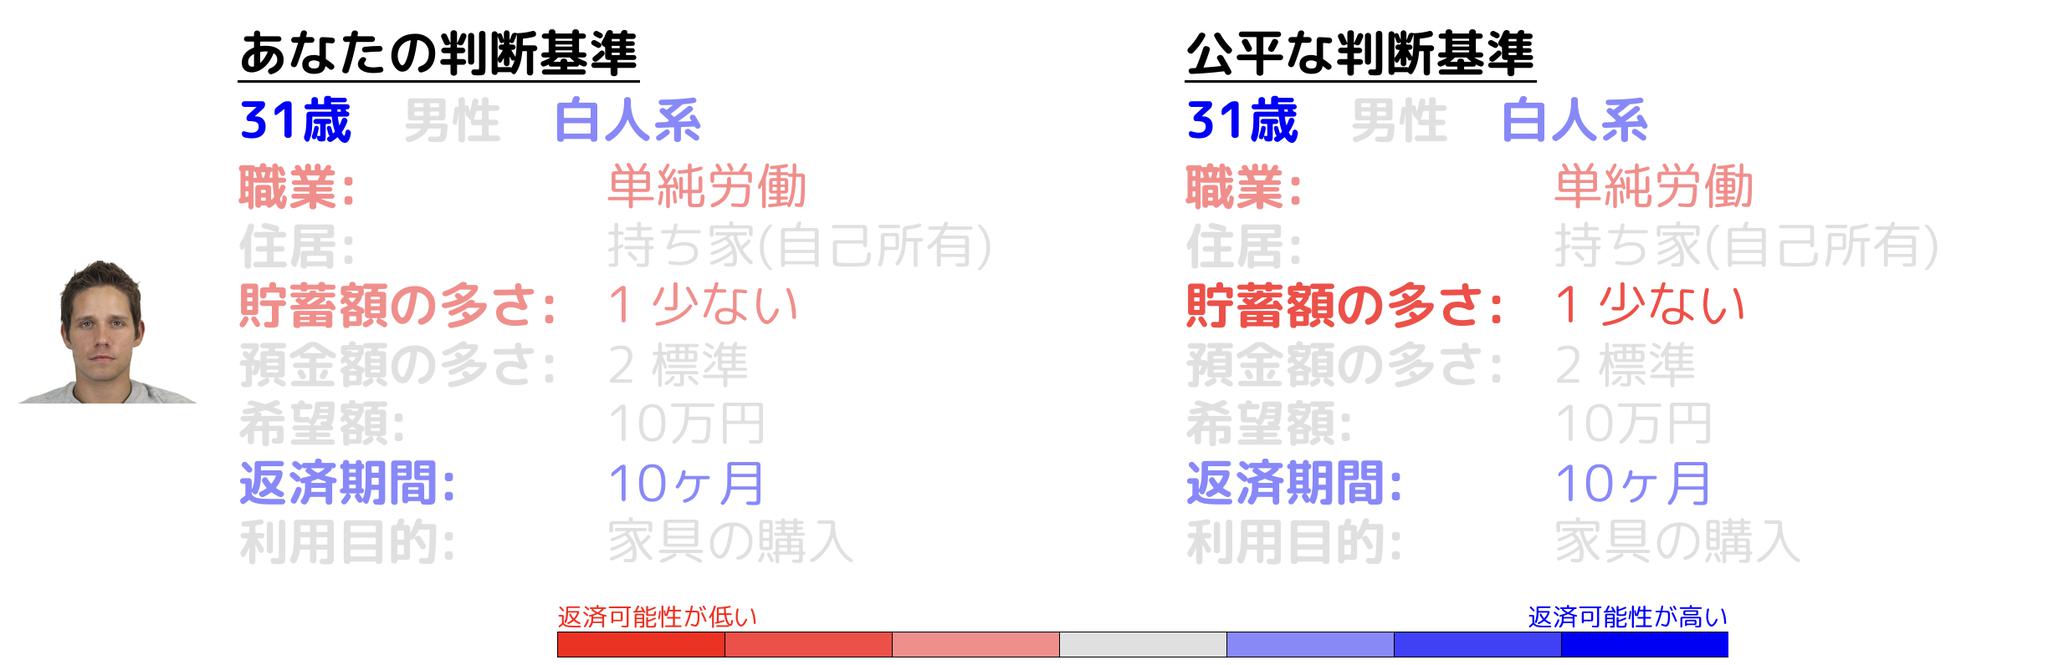 あなたの判断基準
31歳 男性 白人系
職業: 単純労働
住居: 持ち家(自己所有)
貯蓄額の多さ: 1 少ない
預金額の多さ: 2 標準
希望額: 10万円
返済期間: 10ヶ月
利用目的: 家具の購入
公平な判断基準
31歳 男性 白人系
職業: 単純労働
住居: 持ち家(自己所有)
貯蓄額の多さ: 1 少ない
預金額の多さ: 2 標準
希望額: 10万円
返済期間: 10ヶ月
利用目的: 家具の購入
返済可能性が低い
返済可能性が高い